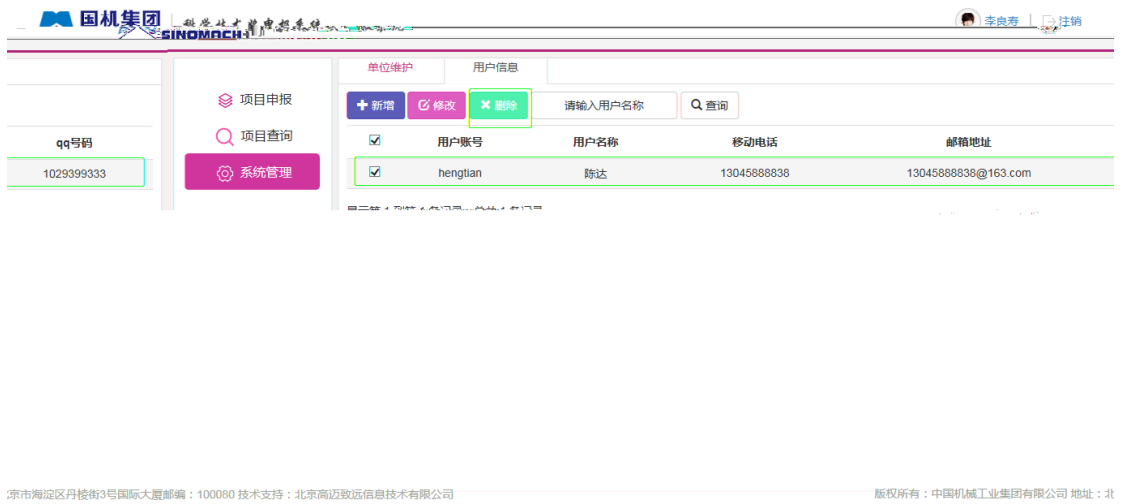 国机集团
SINOMACH
李良寿 注销
单位维护 用户信息
项目申报
新增 修改 删除 请输入用户名称 查询
项目查询
qq号码 用户账号 用户名称 移动电话 邮箱地址
1029399333 系统管理 hengtian 陈达 13045888838 13045888838@163.com
京市海淀区丹棱街3号国际大厦邮编：100080 技术支持：北京高迈致远信息技术有限公司 版权所有：中国机械工业集团有限公司 地址：北